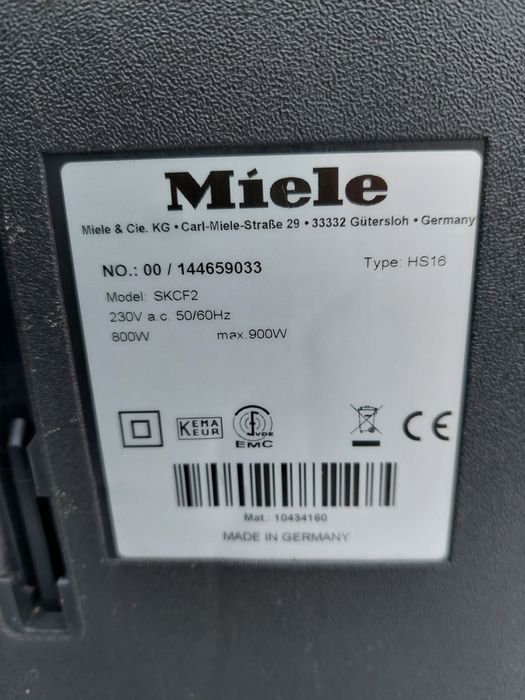 Miele
Miele & Cie. KG • Carl-Miele-Straße 29 • 33332 Gütersloh • Germany
NO.: 00 / 144659033 Type: HS16
Model: SKCF2
230V a.c. 50/60Hz
800W max.900W
KEMA
KEUR
VDE
EMC
CE
Mat.: 10434160
MADE IN GERMANY